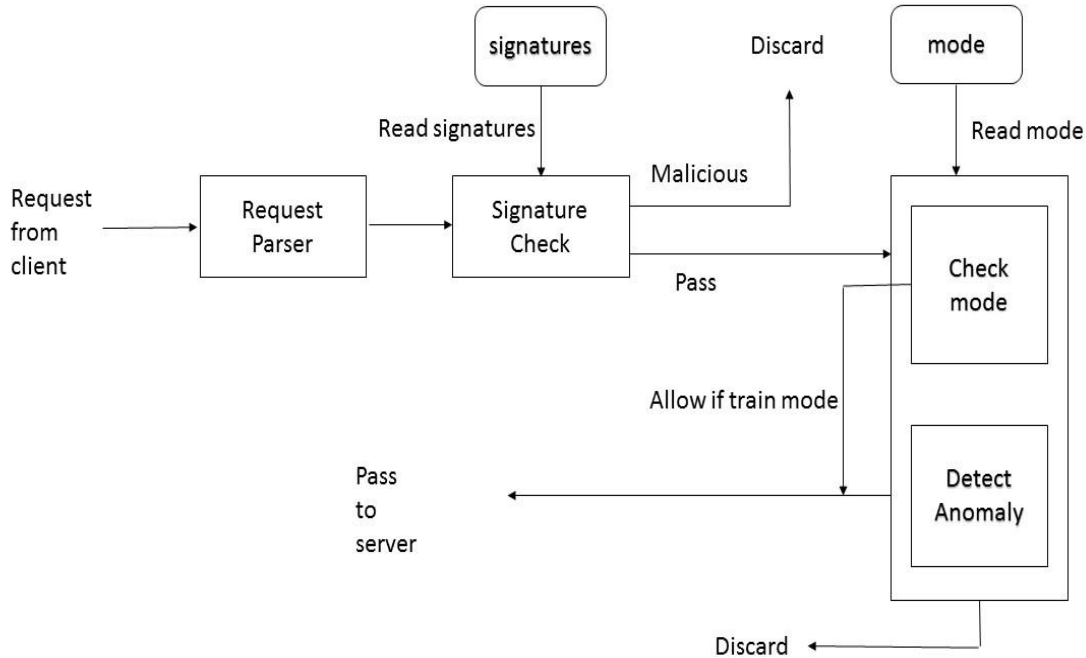 signatures
Discard
mode
Read signatures
Read mode
Malicious
Request
from
client
Request
Parser
Signature
Check
Pass
Check
mode
Allow if train mode
Pass
to
server
Detect
Anomaly
Discard